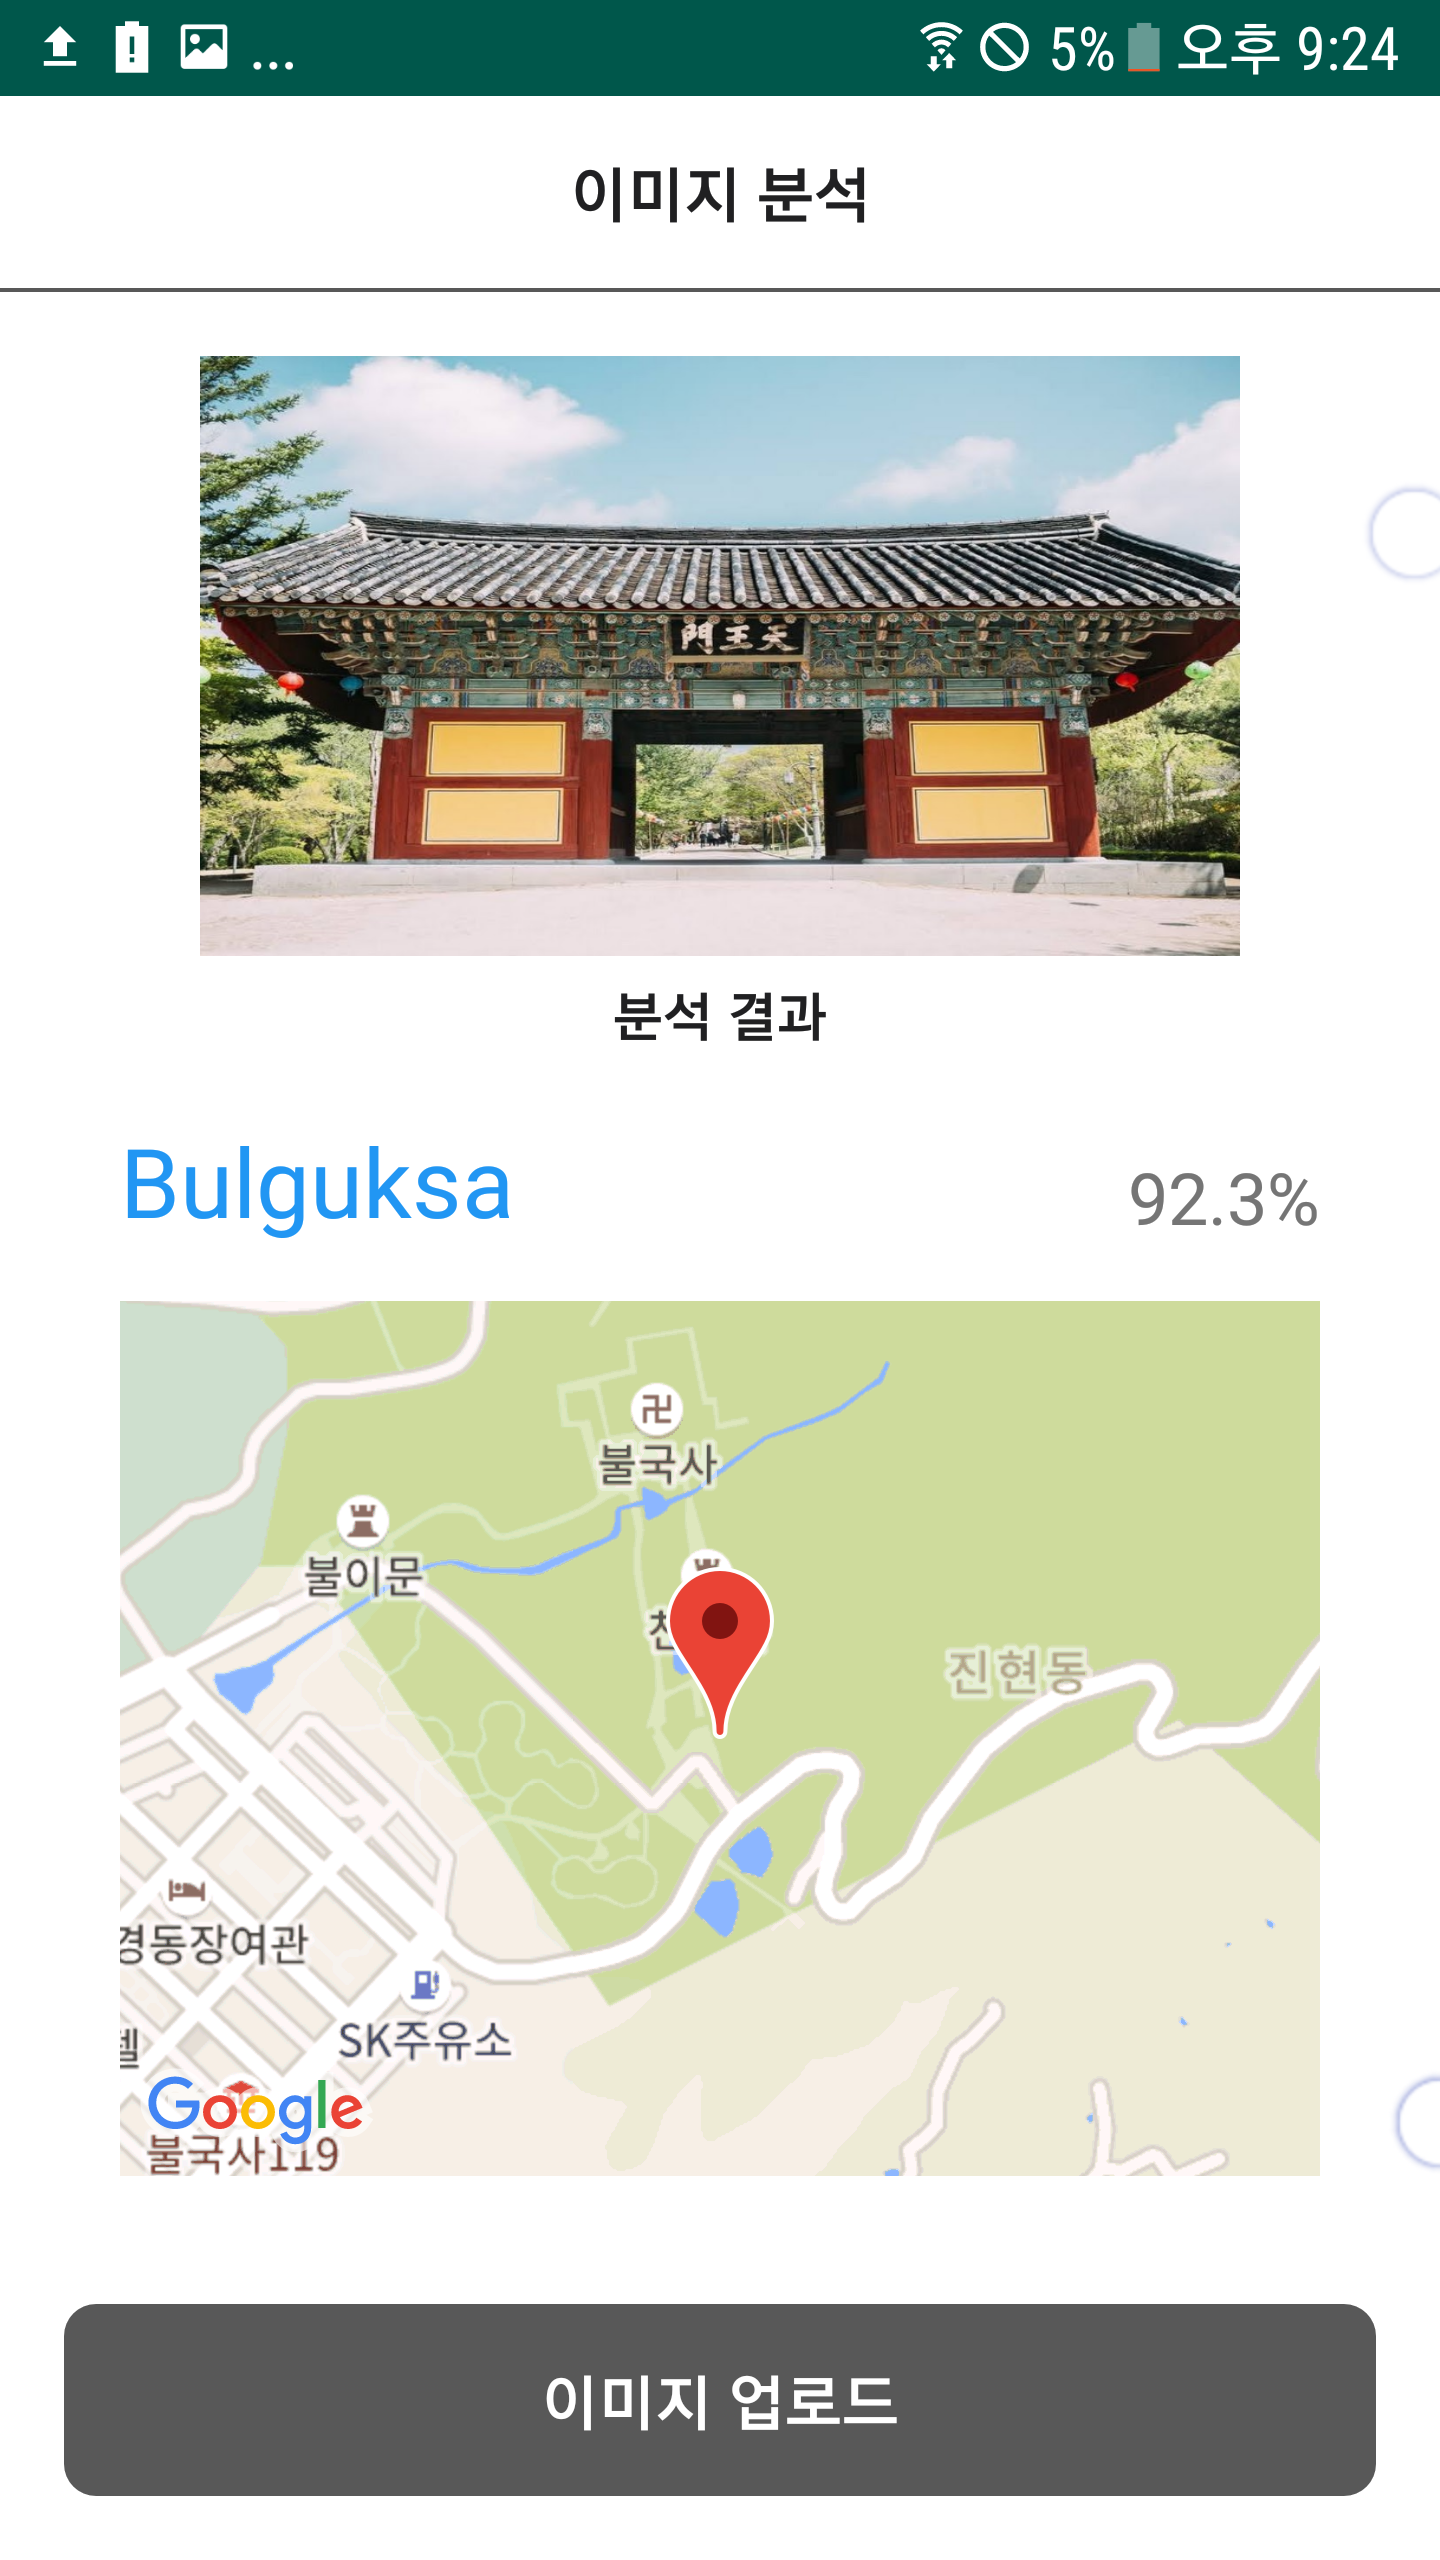 ... 5% 오후 9:24
이미지 분석
門王天
분석 결과
Bulguksa 92.3%
불국사
불이문
진현동
경동장여관
SK주유소
텔
Google
불국사119
이미지 업로드